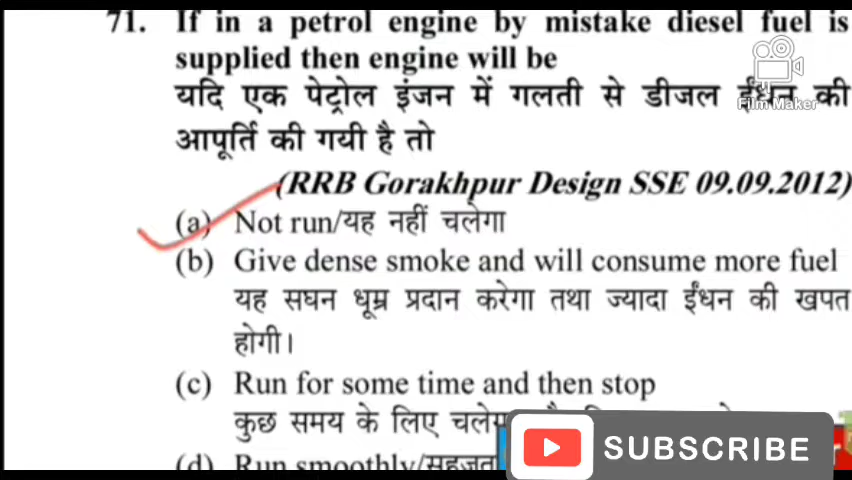 71. If in a petrol engine by mistake diesel fuel is
supplied then engine will be
यदि एक पेट्रोल इंजन में गलती से डीजल ईंधन की
Film Maker
आपूर्ति की गयी है तो
(RRB Gorakhpur Design SSE 09.09.2012)
(a) Not run/यह नहीं चलेगा
(b) Give dense smoke and will consume more fuel
यह सघन धूम्र प्रदान करेगा तथा ज्यादा ईंधन की खपत
होगी।
(c) Run for some time and then stop
कुछ समय के लिए
(d) Run smoothly/
SUBSCRIBE